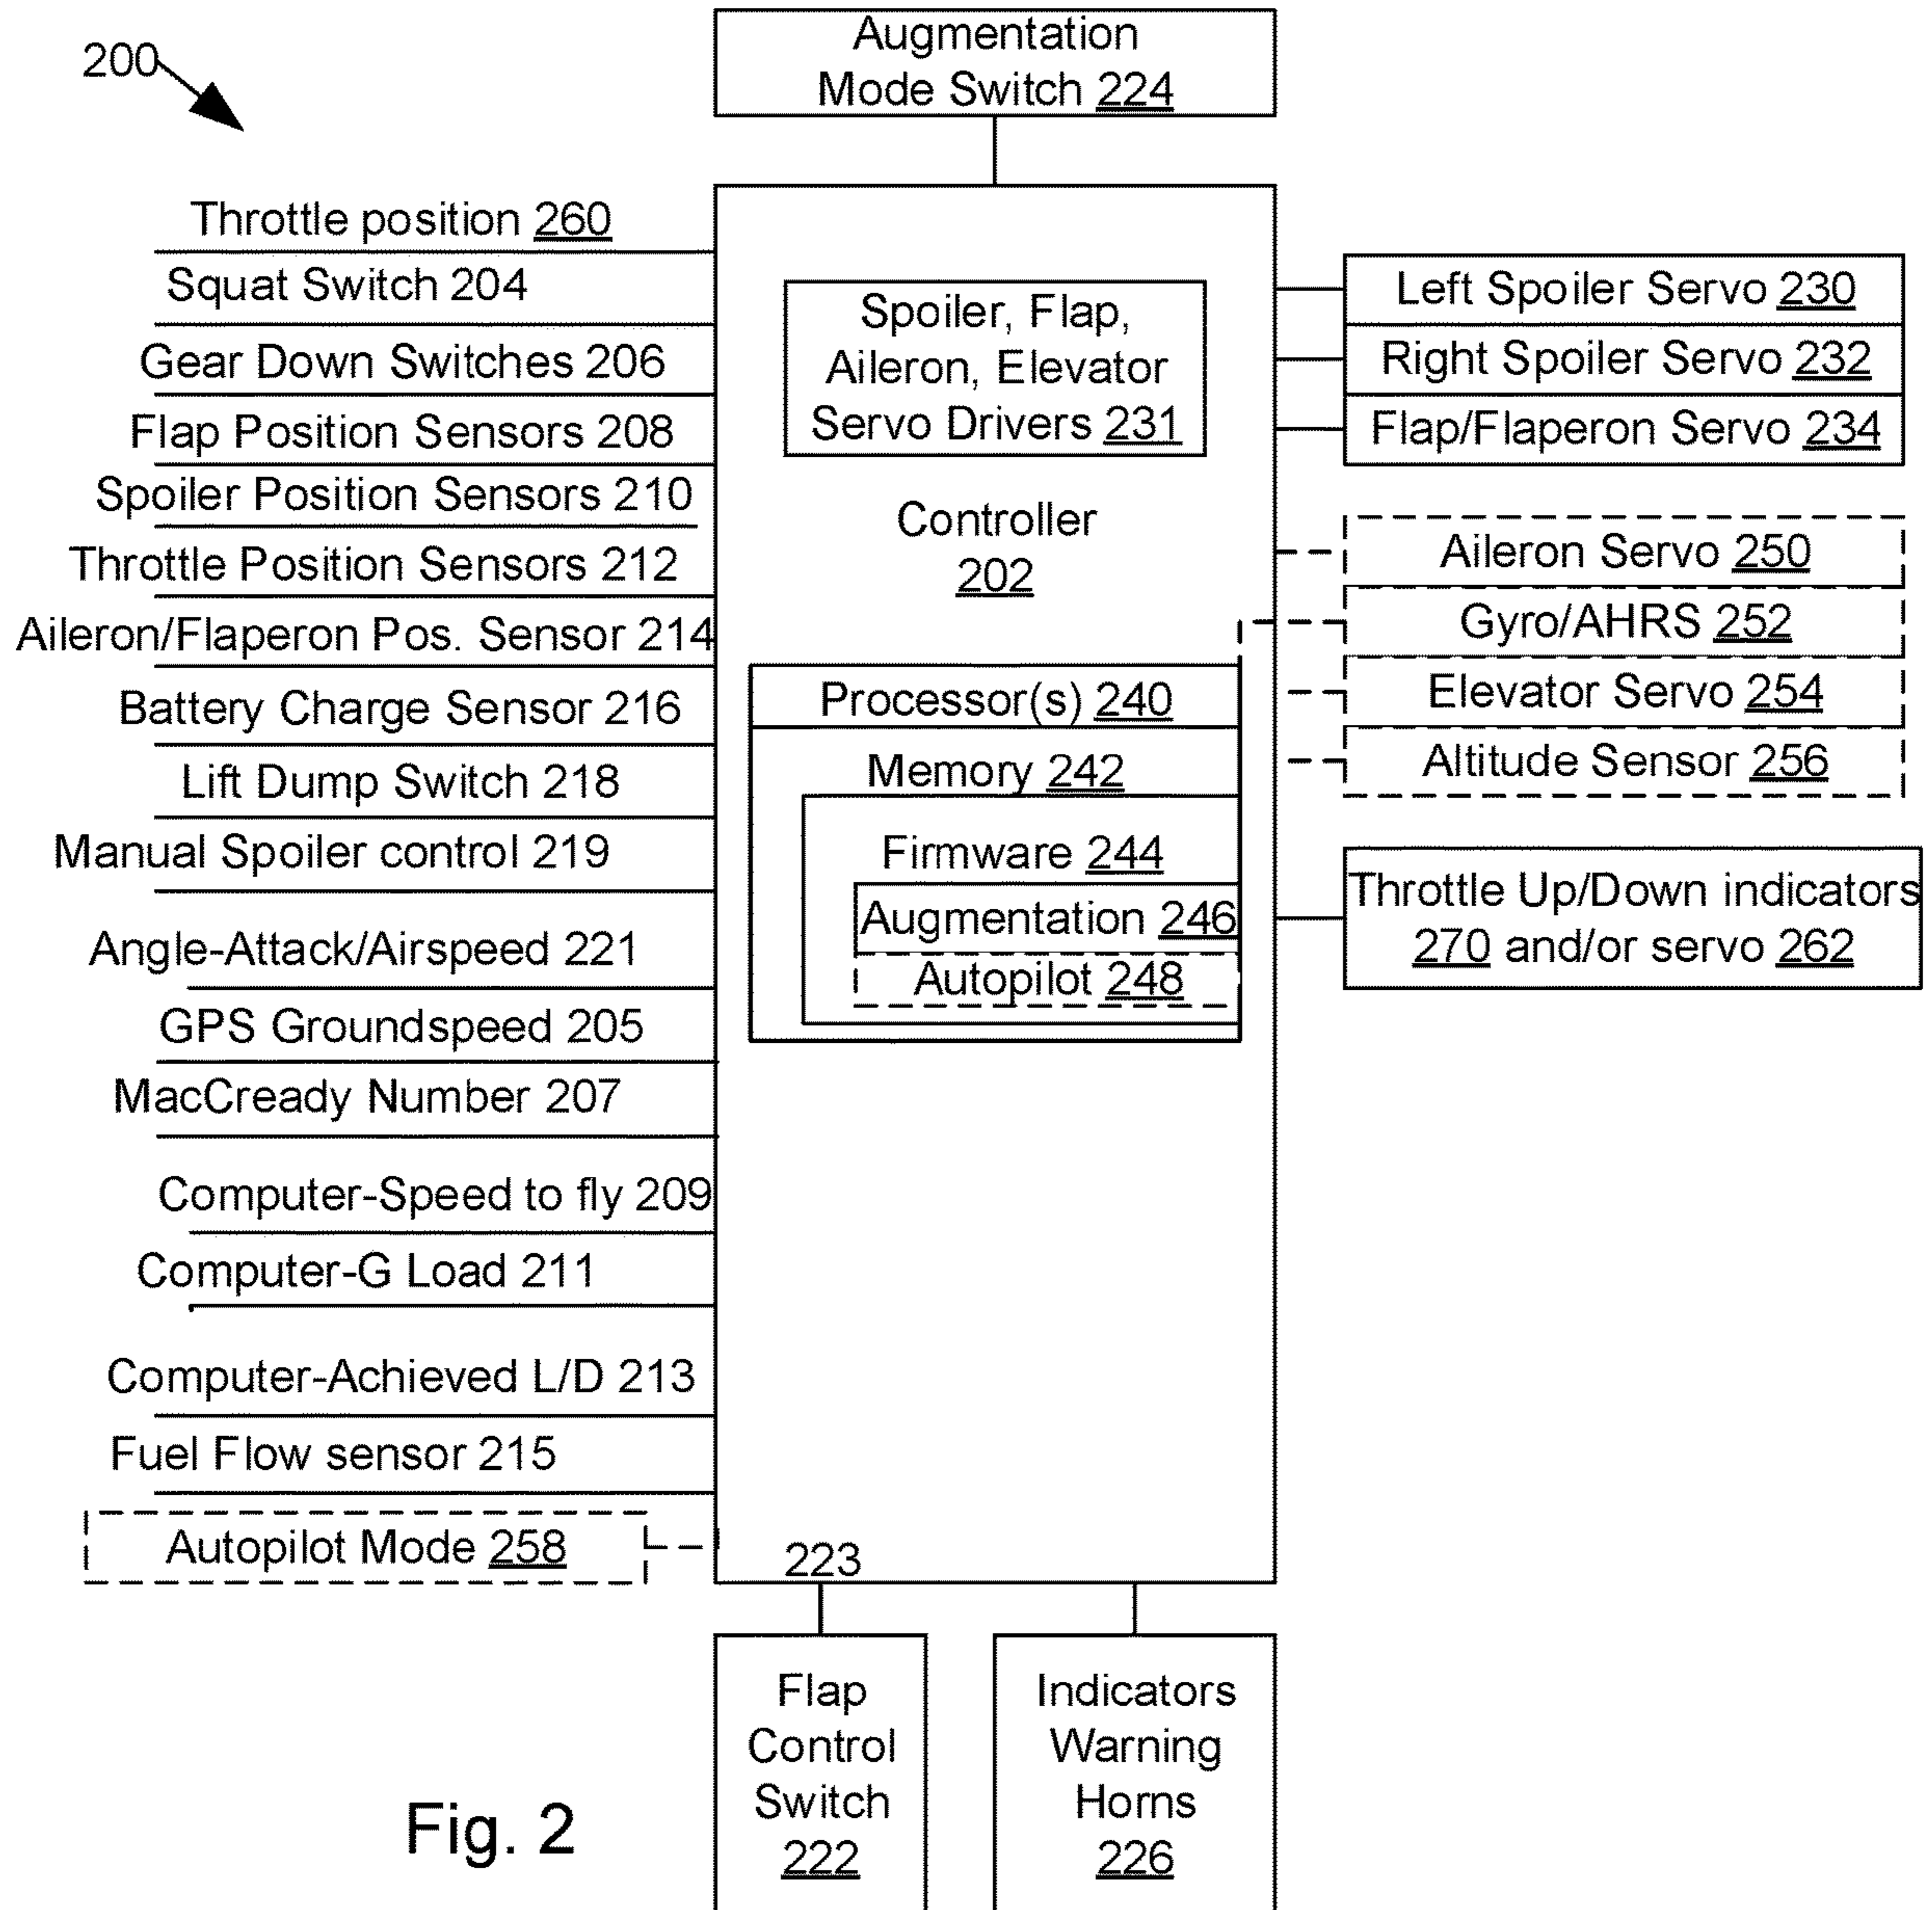 200
Augmentation
Mode Switch 224
Throttle position 260
Squat Switch 204
Gear Down Switches 206
Flap Position Sensors 208
Spoiler Position Sensors 210
Throttle Position Sensors 212
Aileron/Flaperon Pos. Sensor 214
Battery Charge Sensor 216
Lift Dump Switch 218
Manual Spoiler control 219
Angle-Attack/Airspeed 221
GPS Groundspeed 205
MacCready Number 207
Computer-Speed to fly 209
Computer-G Load 211
Computer-Achieved L/D 213
Fuel Flow sensor 215
Autopilot Mode 258
Spoiler, Flap,
Aileron, Elevator
Servo Drivers 231
Controller
202
Processor(s) 240
Memory 242
Firmware 244
Augmentation 246
Autopilot 248
223
Left Spoiler Servo 230
Right Spoiler Servo 232
Flap/Flaperon Servo 234
Aileron Servo 250
Gyro/AHRS 252
Elevator Servo 254
Altitude Sensor 256
Throttle Up/Down indicators
270 and/or servo 262
Flap
Control
Switch
222
Indicators
Warning
Horns
226
Fig. 2